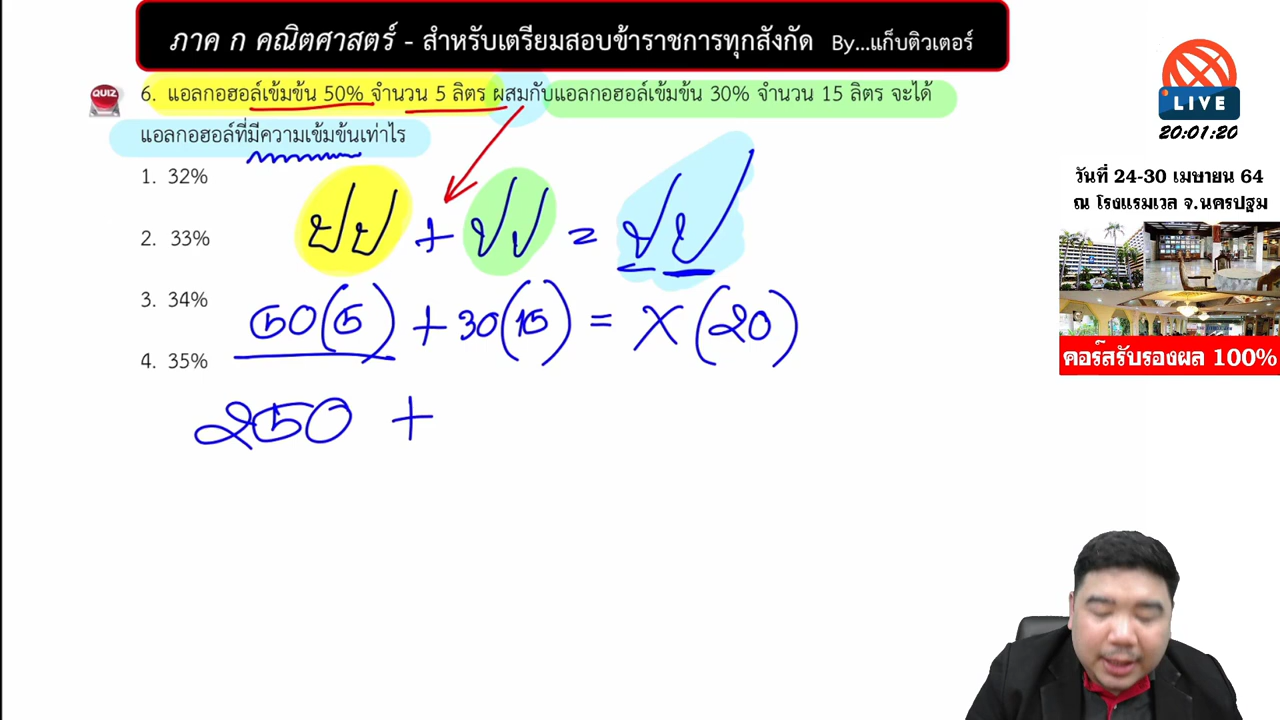 ภาค ก คณิตศาสตร์ - สำหรับเตรียมสอบข้าราชการทุกสังกัด By...แก็บติวเตอร์
QUIZ
6. แอลกอฮอล์เข้มข้น 50% จำนวน 5 ลิตร ผสมกับแอลกอฮอล์เข้มข้น 30% จำนวน 15 ลิตร จะได้
แอลกอฮอล์ที่มีความเข้มข้นเท่าไร
1. 32%
2. 33%
3. 34%
4. 35%
ปป + ปป = ปป
50(5) + 30(15) = X(20)
250 +
LIVE
20:01:20
วันที่ 24-30 เมษายน 64
ณ โรงแรมเวล จ.นครปฐม
คอร์สรับรองผล 100%